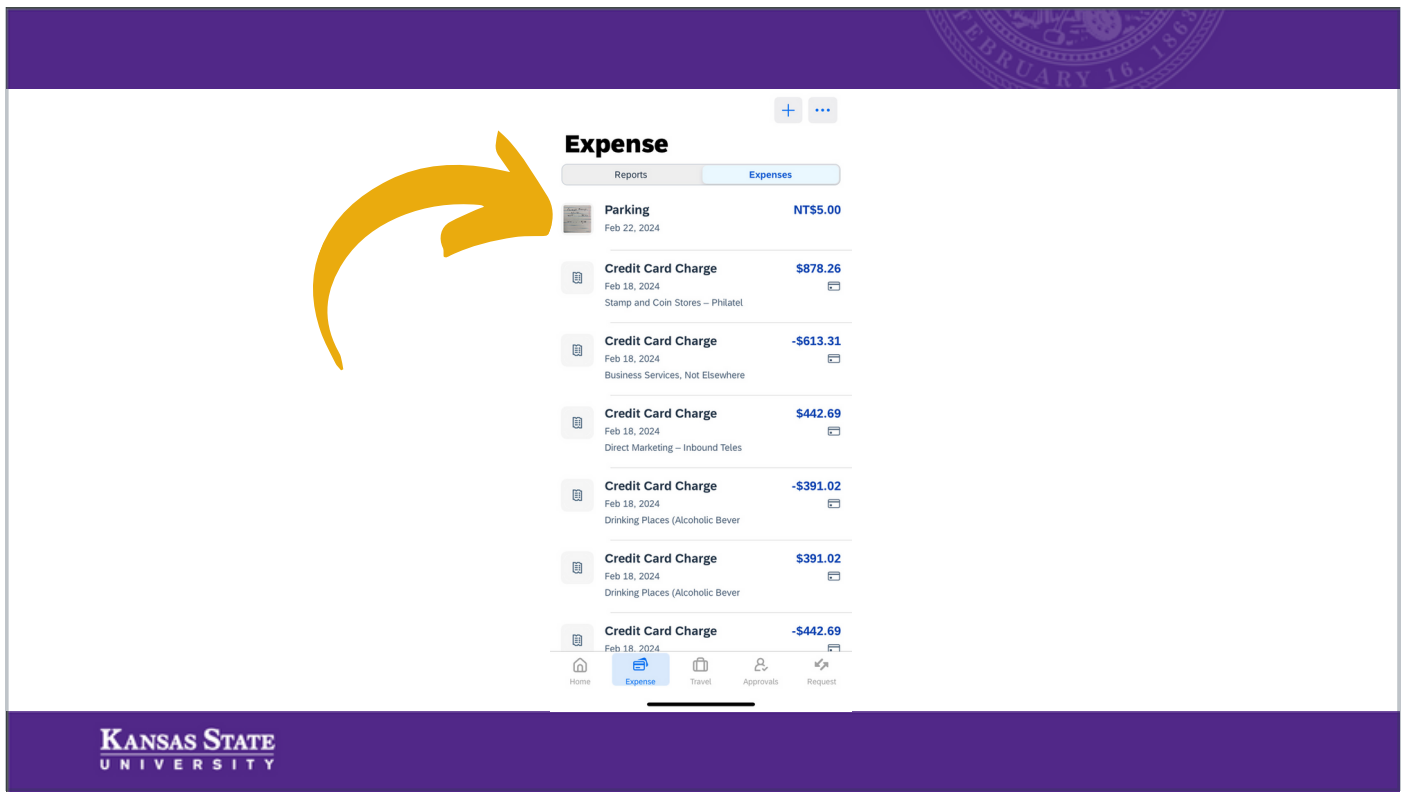 FEBRUARY 16, 1863
Expense
Reports Expenses
Parking NT$5.00
Feb 22, 2024
Credit Card Charge $878.26
Feb 18, 2024
Stamp and Coin Stores – Philatel
Credit Card Charge -$613.31
Feb 18, 2024
Business Services, Not Elsewhere
Credit Card Charge $442.69
Feb 18, 2024
Direct Marketing – Inbound Teles
Credit Card Charge -$391.02
Feb 18, 2024
Drinking Places (Alcoholic Bever
Credit Card Charge $391.02
Feb 18, 2024
Drinking Places (Alcoholic Bever
Credit Card Charge -$442.69
Feb 18, 2024
Home Expense Travel Approvals Request
KANSAS STATE
UNIVERSITY